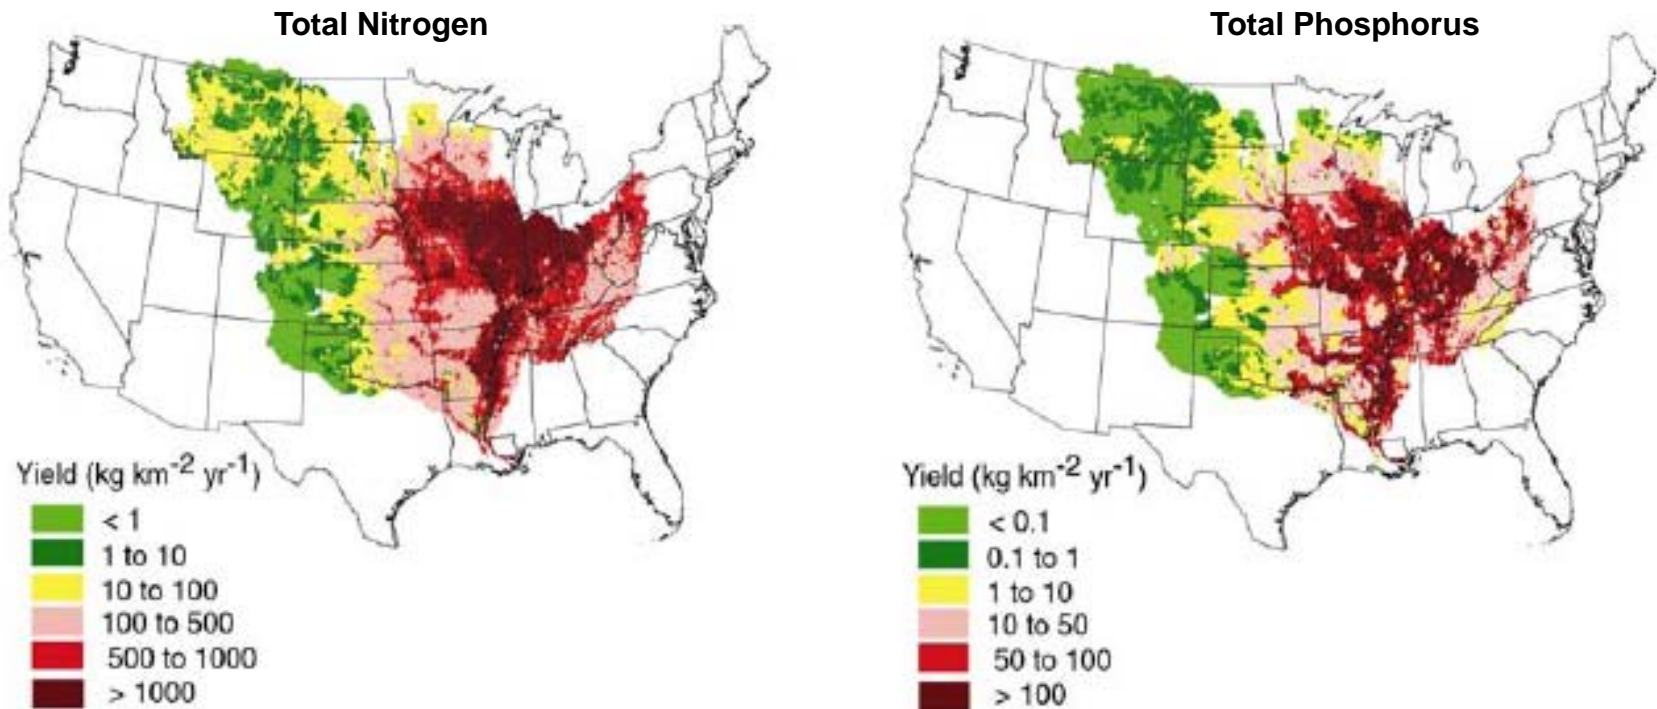 Total Nitrogen
Yield (kg km⁻² yr⁻¹)
< 1
1 to 10
10 to 100
100 to 500
500 to 1000
> 1000
Total Phosphorus
Yield (kg km⁻² yr⁻¹)
< 0.1
0.1 to 1
1 to 10
10 to 50
50 to 100
> 100